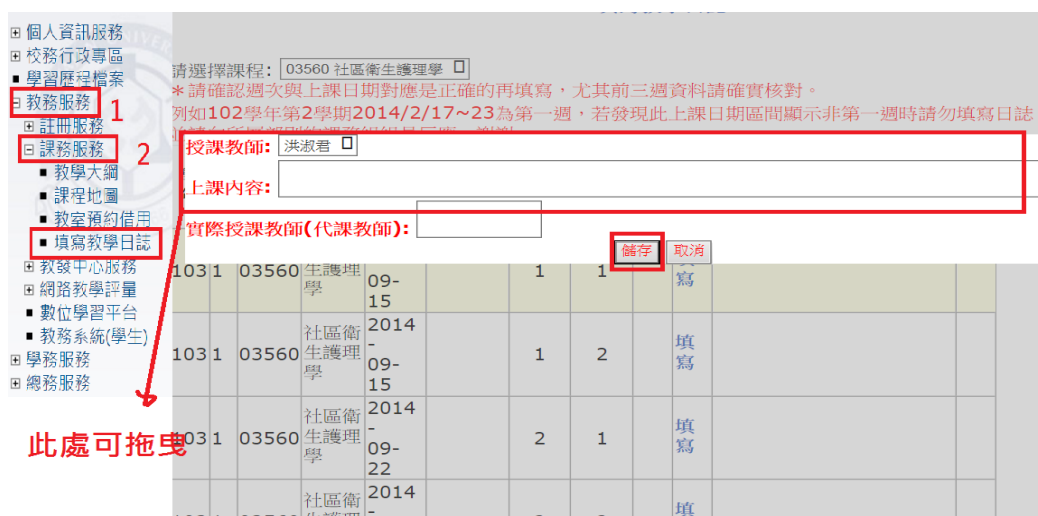 個人資訊服務
校務行政專區
學習歷程檔案
教務服務 1
註冊服務
課務服務 2
教學大綱
課程地圖
教室預約借用
填寫教學日誌
教發中心服務
網路教學評量
數位學習平台
教務系統(學生)
學務服務
總務服務
此處可拖曳
請選擇課程: 03560 社區衛生護理學
*請確認週次與上課日期對應是正確的再填寫,尤其前三週資料請確實核對。
例如102學年第2學期2014/2/17~23為第一週,若發現此上課日期區間顯示非第一週時請勿填寫日誌
授課教師: 洪淑君
上課內容:
實際授課教師(代課教師):
儲存 取消
103 1 03560 生護理學 09-15 1 1 寫
103 1 03560 社區衛生護理學 2014-09-15 1 2 填寫
103 1 03560 社區衛生護理學 2014-09-22 2 1 填寫
社區衛 2014 填